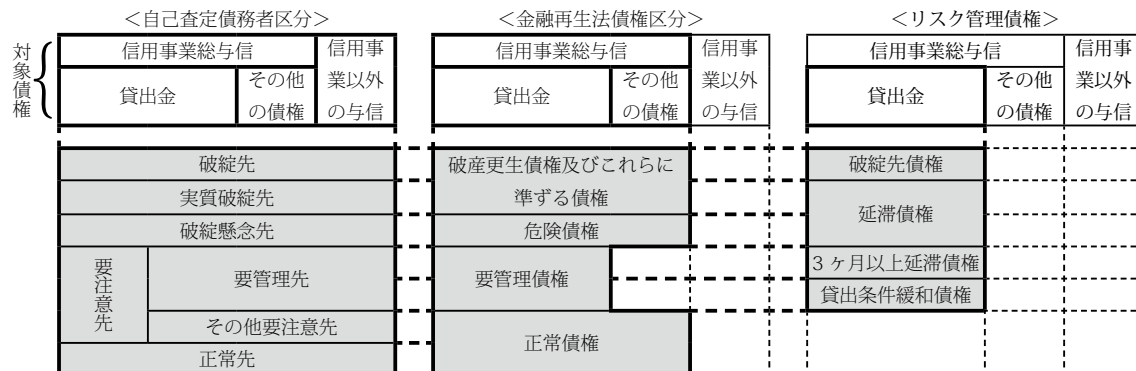 ＜自己査定債務者区分＞
＜金融再生法債権区分＞
＜リスク管理債権＞
対象債権
信用事業総与信
信用事
業以外
の与信
貸出金
その他
の債権
信用事業総与信
信用事
業以外
の与信
貸出金
その他
の債権
信用事業総与信
信用事
業以外
の与信
貸出金
その他
の債権
破綻先
実質破綻先
破綻懸念先
要注意先
要管理先
その他要注意先
正常先
破産更生債権及びこれらに
準ずる債権
危険債権
要管理債権
正常債権
破綻先債権
延滞債権
３ヶ月以上延滞債権
貸出条件緩和債権